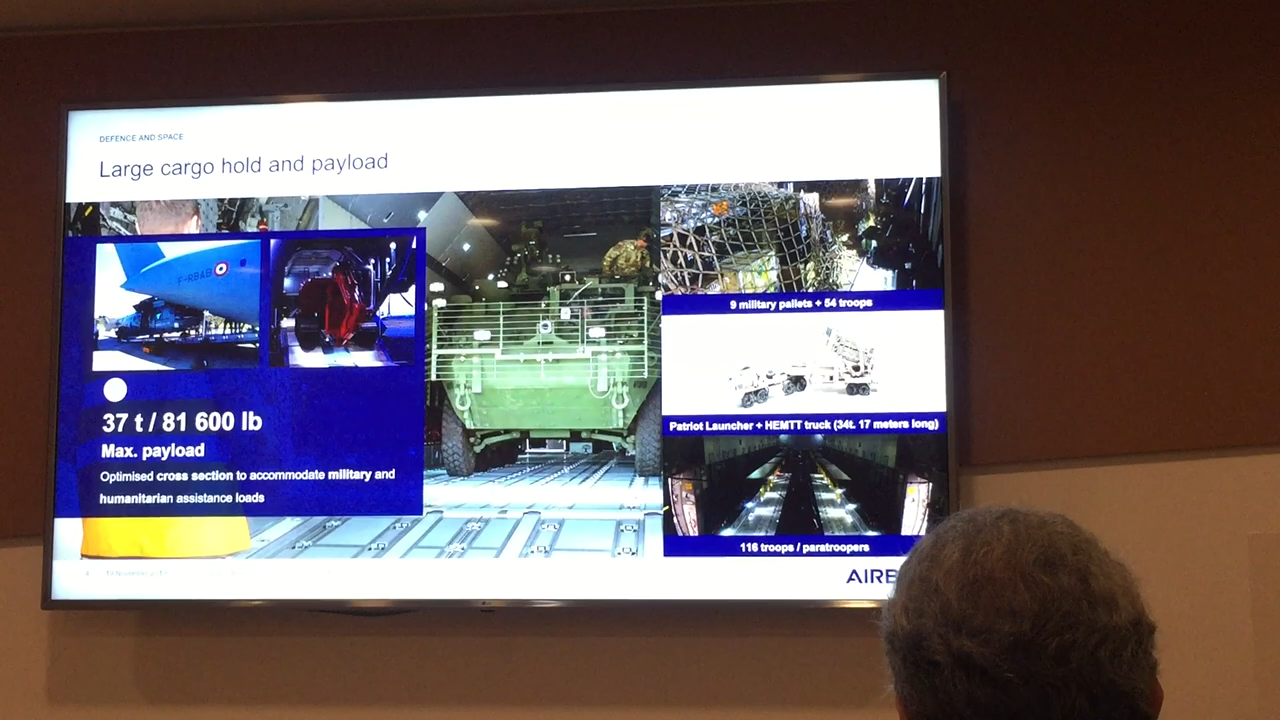 DEFENCE AND SPACE
Large cargo hold and payload
F-RBAB
37 t / 81 600 lb
Max. payload
Optimised cross section to accommodate military and
humanitarian assistance loads
9 military pallets + 54 troops
Patriot Launcher + HEMTT truck (34t. 17 meters long)
116 troops / paratroopers
AIRB